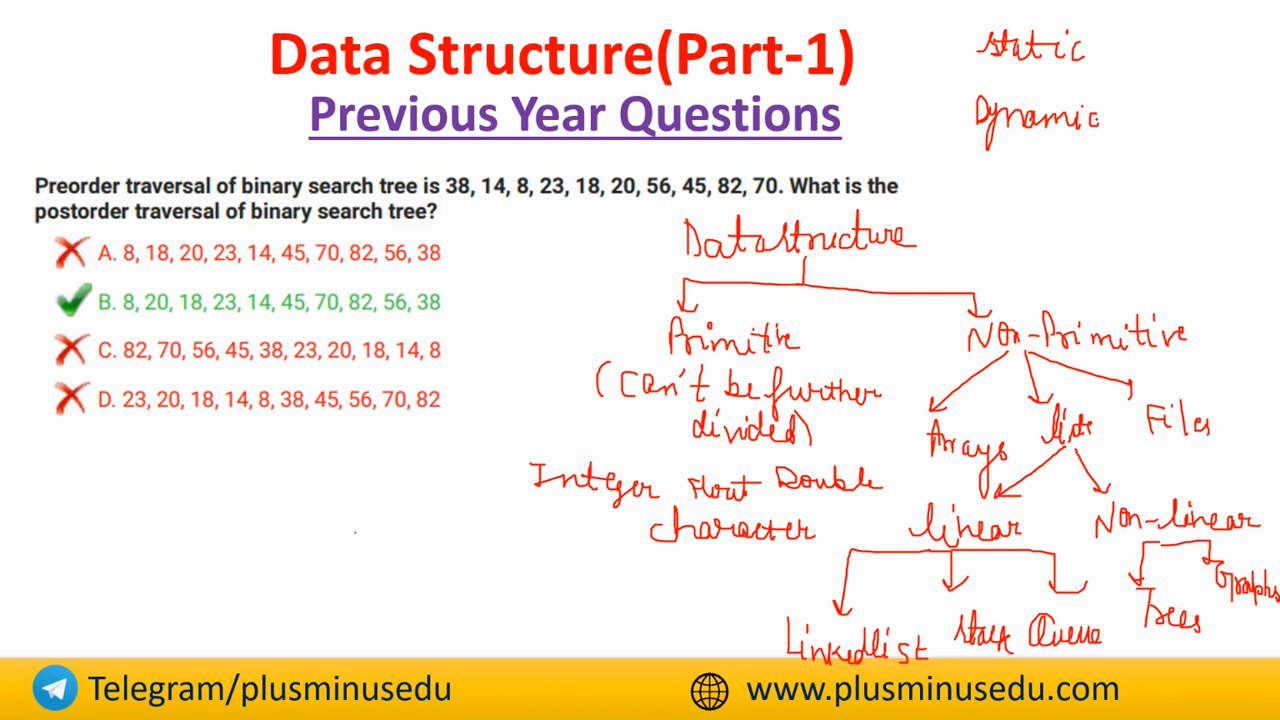 Data Structure(Part-1)
Previous Year Questions
Static
Dynamic
Preorder traversal of binary search tree is 38, 14, 8, 23, 18, 20, 56, 45, 82, 70. What is the
postorder traversal of binary search tree?
A. 8, 18, 20, 23, 14, 45, 70, 82, 56, 38
B. 8, 20, 18, 23, 14, 45, 70, 82, 56, 38
C. 82, 70, 56, 45, 38, 23, 20, 18, 14, 8
D. 23, 20, 18, 14, 8, 38, 45, 56, 70, 82
Datastructure
Primitive
Non-Primitive
(Can't be further
divided)
Arrays
Files
Integer Float Double
character
linear
Non-linear
Linkedlist
Stack
Queue
Trees
Graphs
Telegram/plusminusedu
www.plusminusedu.com